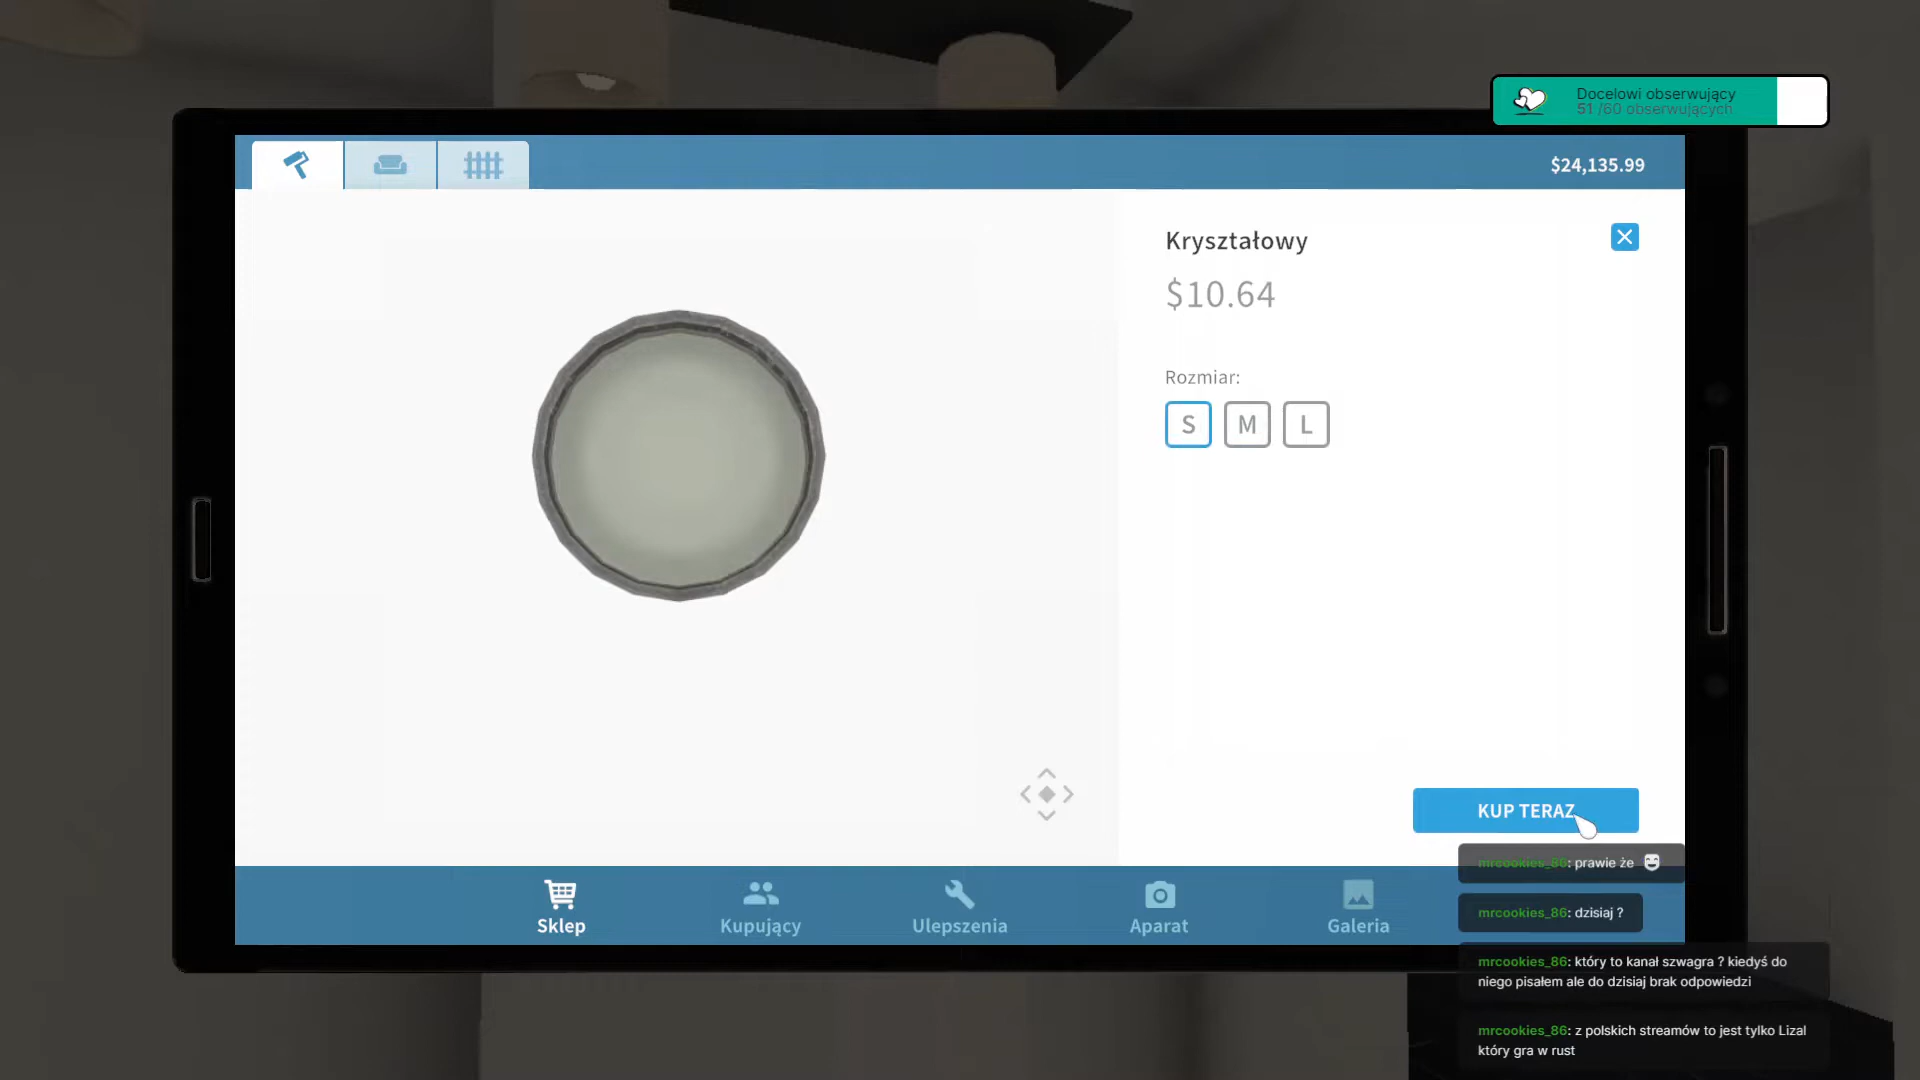 Docelowi obserwujący
51 /60 obserwujących
$24,135.99
Kryształowy
$10.64
Rozmiar:
S M L
KUP TERAZ
mrcookies_86: prawie że
mrcookies_86: dzisiaj ?
Sklep
Kupujący
Ulepszenia
Aparat
Galeria
mrcookies_86: który to kanał szwagra ? kiedyś do
niego pisałem ale do dzisiaj brak odpowiedzi
mrcookies_86: z polskich streamów to jest tylko Lizal
który gra w rust